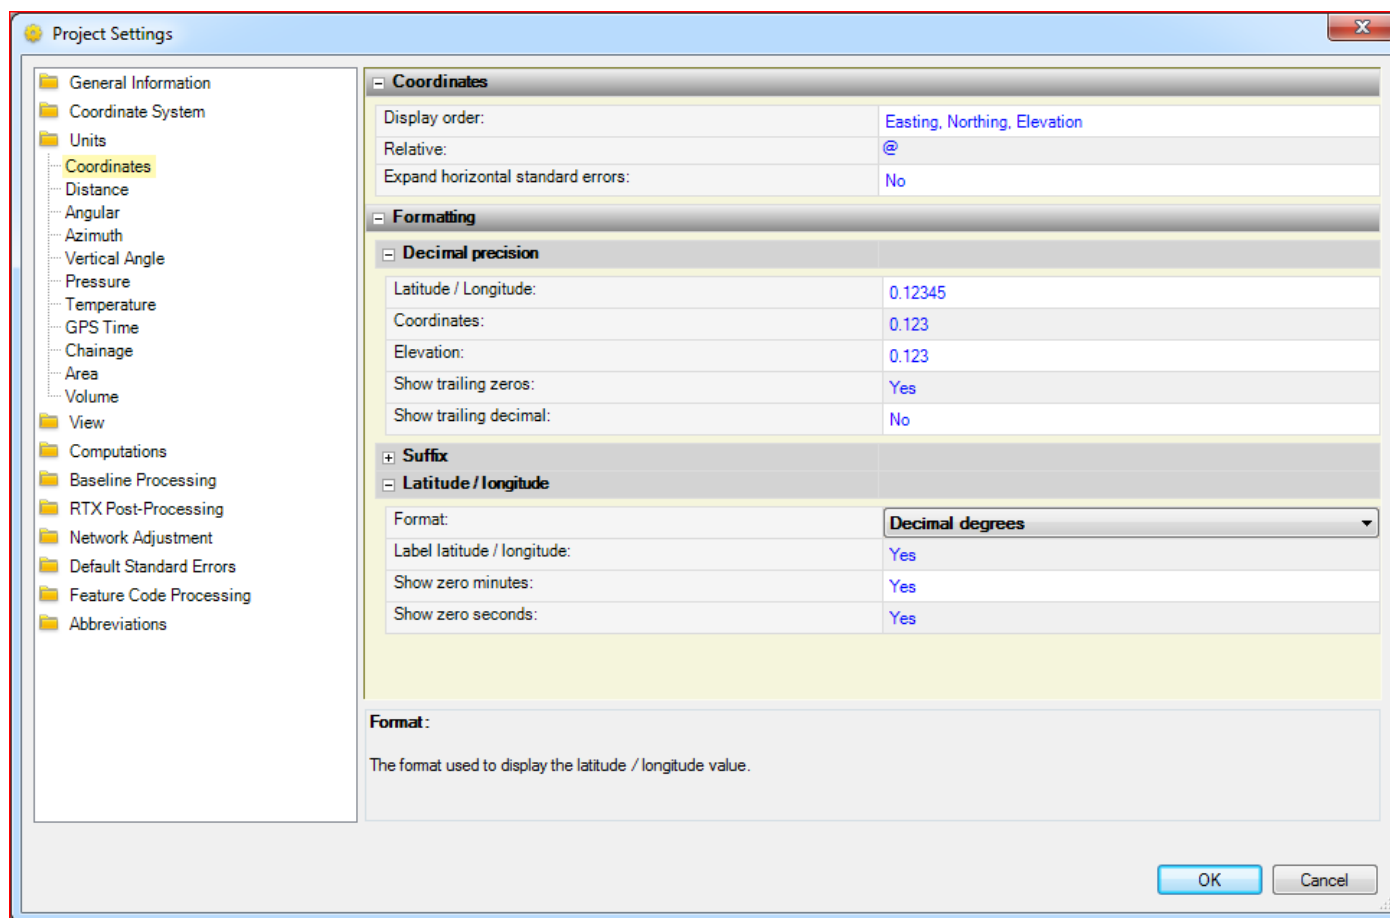 Project Settings
General Information
Coordinate System
Units
Coordinates
Distance
Angular
Azimuth
Vertical Angle
Pressure
Temperature
GPS Time
Chainage
Area
Volume
View
Computations
Baseline Processing
RTX Post-Processing
Network Adjustment
Default Standard Errors
Feature Code Processing
Abbreviations
Coordinates
Display order: Easting, Northing, Elevation
Relative: @
Expand horizontal standard errors: No
Formatting
Decimal precision
Latitude / Longitude: 0.12345
Coordinates: 0.123
Elevation: 0.123
Show trailing zeros: Yes
Show trailing decimal: No
Suffix
Latitude / longitude
Format: Decimal degrees
Label latitude / longitude: Yes
Show zero minutes: Yes
Show zero seconds: Yes
Format:
The format used to display the latitude / longitude value.
OK Cancel